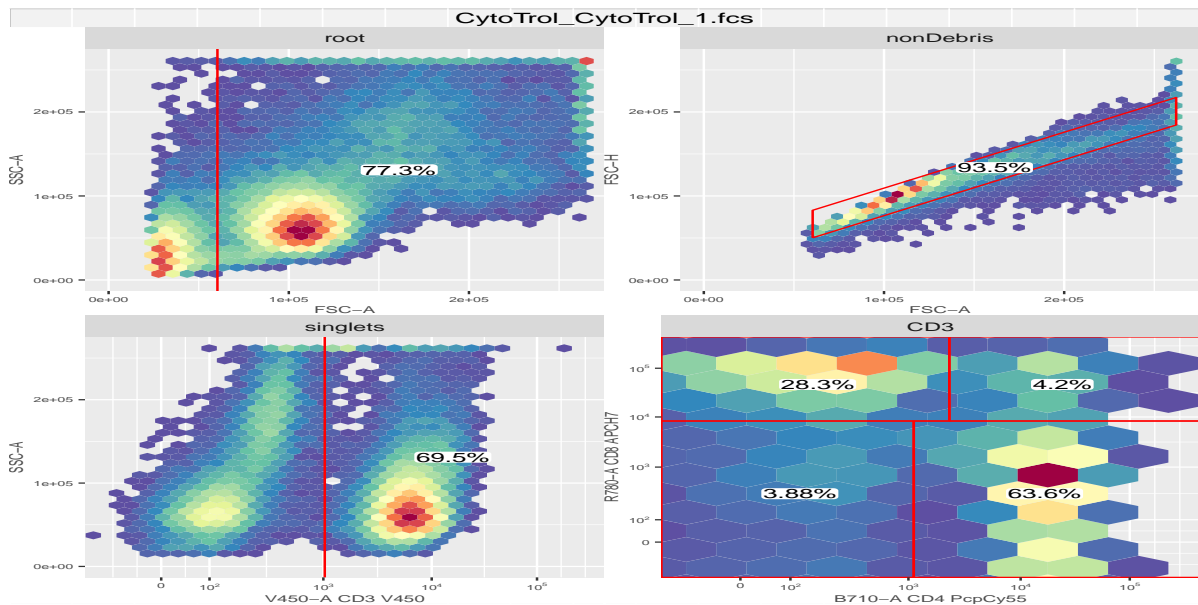 CytoTrol_CytoTrol_1.fcs
root
nonDebris
SSC−A
2e+05
1e+05
0e+00
77.3%
0e+00
1e+05
2e+05
FSC−A
FSC−H
2e+05
1e+05
0e+00
93.5%
0e+00
1e+05
2e+05
FSC−A
singlets
CD3
SSC−A
2e+05
1e+05
0e+00
69.5%
0
10²
10³
10⁴
10⁵
V450−A CD3 V450
R780−A CD8 APCH7
10⁵
10⁴
10³
10²
0
28.3%
4.2%
3.88%
63.6%
0
10²
10³
10⁴
10⁵
B710−A CD4 PcpCy55